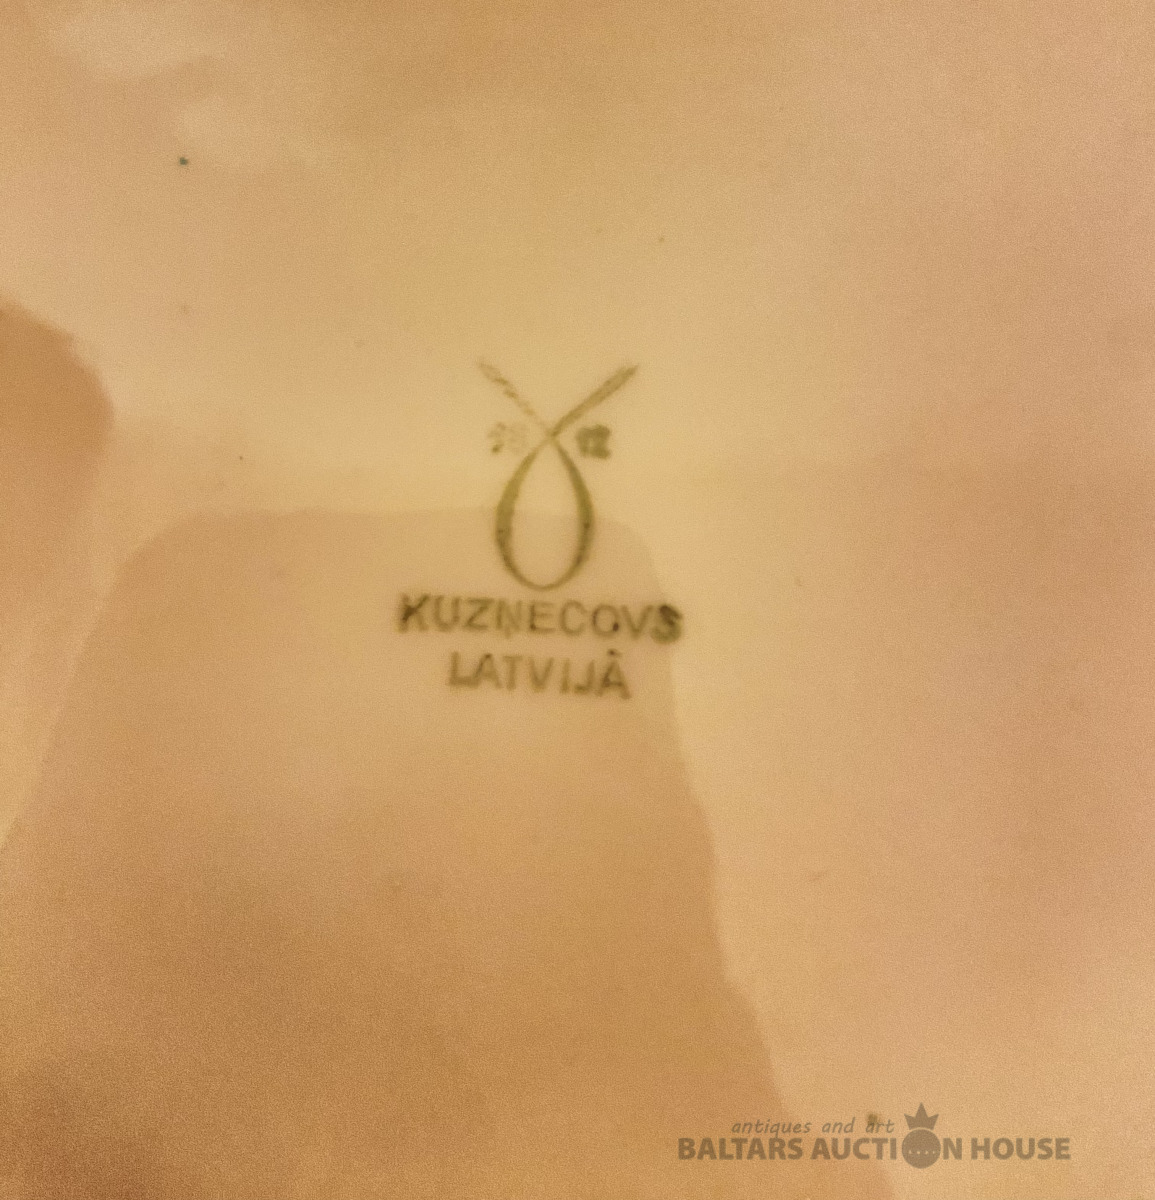 KUZŅECOVS
LATVIJĀ
antiques and art
BALTARS AUCTION HOUSE